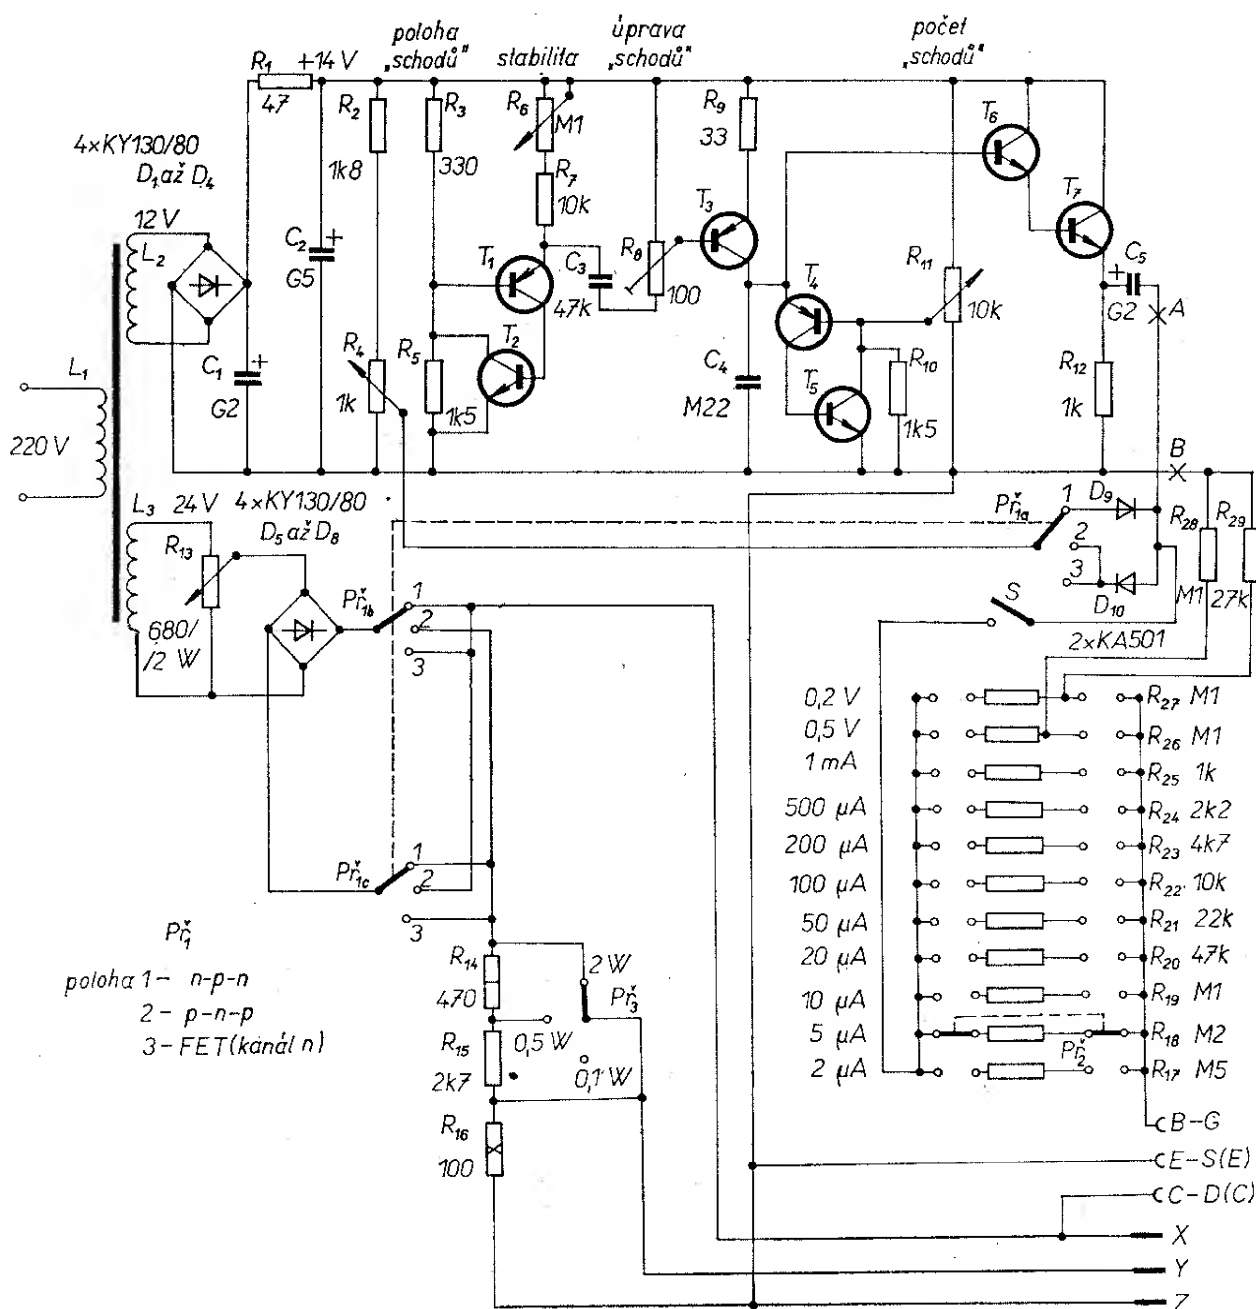 poloha
„schodů"
stabilita
úprava
„schodů"
počet
„schodů"
R1 +14 V
47
4×KY130/80
D1 až D4
12 V
L2
C1
G2
C2
G5
R2
1k8
R3
330
R4
1k
R5
1k5
R6
M1
R7
10k
T1
T2
C3
47k
R8
100
R9
33
T3
C4
M22
T4
T5
R10
1k5
R11
10k
T6
T7
C5
G2
R12
1k
A
B
L1
220 V
L3 24 V 4×KY130/80
D5 až D8
R13
680/
/2 W
Př1b
1
2
3
Př1a
1
2
3
D9
D10
2×KA501
S
R28
M1
R29
27k
Př1c
1
2
3
Př1
poloha 1 – n-p-n
2 – p-n-p
3 – FET (kanál n)
R14
470
R15
2k7
R16
100
2 W
Př3
0,5 W
0,1 W
0,2 V R27 M1
0,5 V R26 M1
1 mA R25 1k
500 µA R24 2k2
200 µA R23 4k7
100 µA R22 10k
50 µA R21 22k
20 µA R20 47k
10 µA R19 M1
5 µA R18 M2
Př2
2 µA R17 M5
B-G
E-S(E)
C-D(C)
X
Y
Z